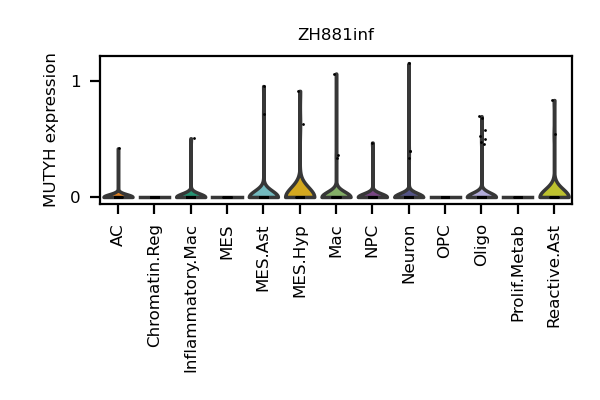 ZH881inf
MUTYH expression
1
0
AC
Chromatin.Reg
Inflammatory.Mac
MES
MES.Ast
MES.Hyp
Mac
NPC
Neuron
OPC
Oligo
Prolif.Metab
Reactive.Ast